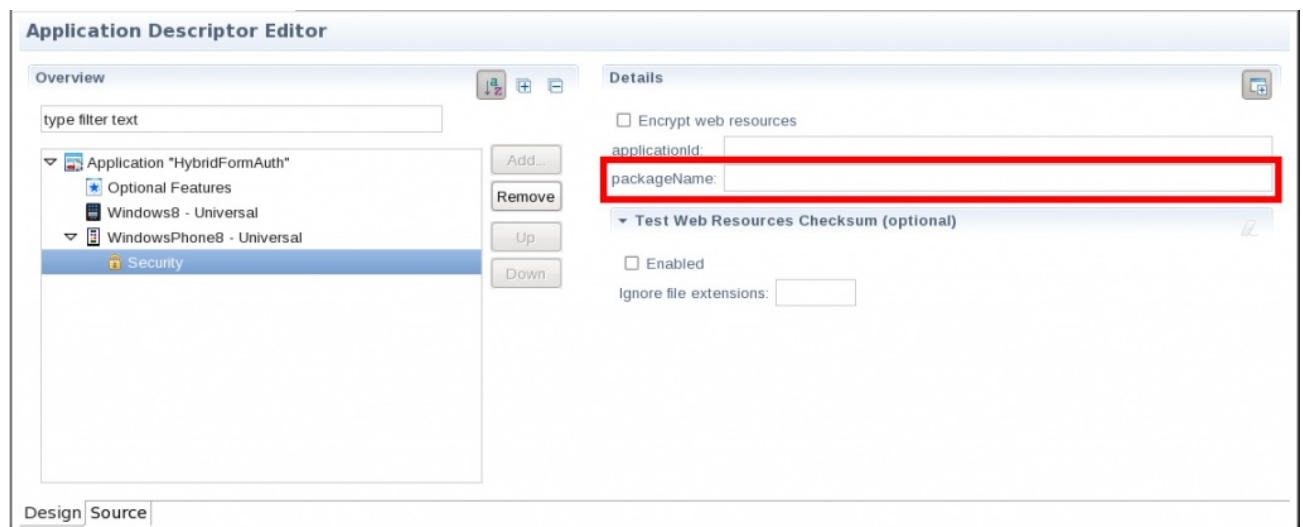 Application Descriptor Editor
Overview
type filter text
Application "HybridFormAuth"
Optional Features
Windows8 - Universal
WindowsPhone8 - Universal
Security
Add...
Remove
Up
Down
Details
Encrypt web resources
applicationId:
packageName:
Test Web Resources Checksum (optional)
Enabled
Ignore file extensions:
Design Source